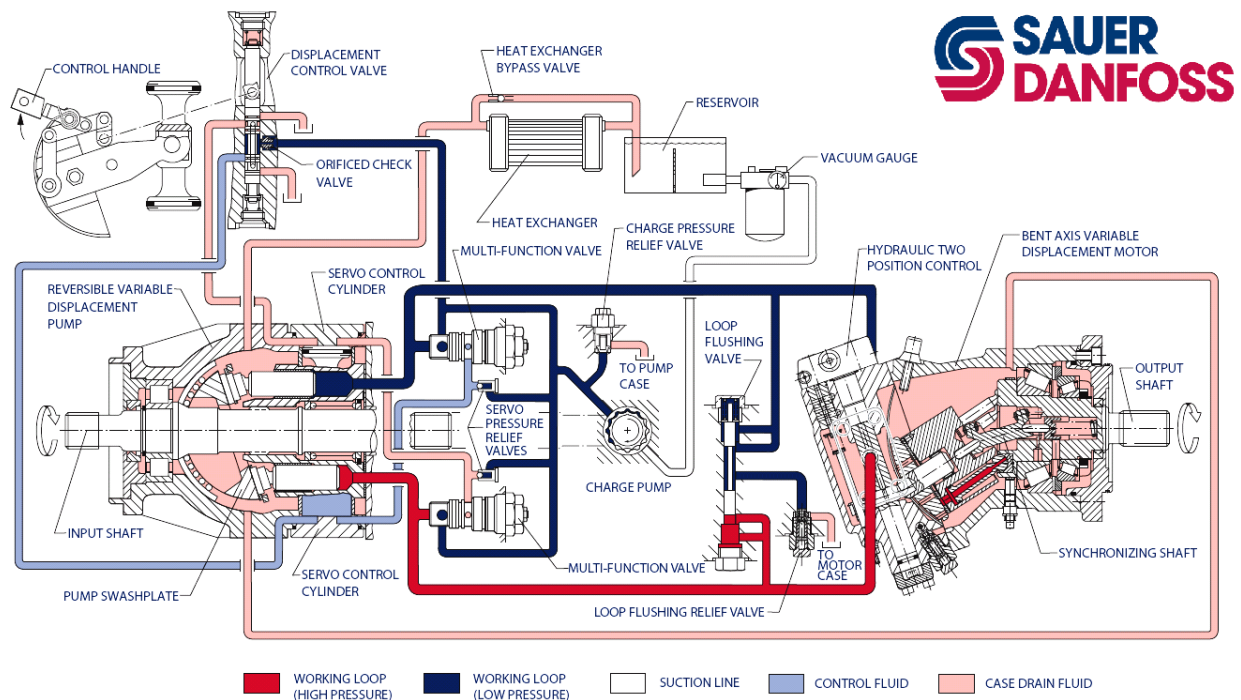 SAUER
DANFOSS
CONTROL HANDLE
DISPLACEMENT
CONTROL VALVE
HEAT EXCHANGER
BYPASS VALVE
RESERVOIR
VACUUM GAUGE
ORIFICED CHECK
VALVE
HEAT EXCHANGER
CHARGE PRESSURE
RELIEF VALVE
MULTI-FUNCTION VALVE
HYDRAULIC TWO
POSITION CONTROL
BENT AXIS VARIABLE
DISPLACEMENT MOTOR
SERVO CONTROL
CYLINDER
REVERSIBLE VARIABLE
DISPLACEMENT
PUMP
LOOP
FLUSHING
VALVE
TO PUMP
CASE
OUTPUT
SHAFT
SERVO
PRESSURE
RELIEF
VALVES
CHARGE PUMP
INPUT SHAFT
SYNCHRONIZING SHAFT
TO
MOTOR
CASE
MULTI-FUNCTION VALVE
SERVO CONTROL
CYLINDER
PUMP SWASHPLATE
LOOP FLUSHING RELIEF VALVE
WORKING LOOP
(HIGH PRESSURE)
WORKING LOOP
(LOW PRESSURE)
SUCTION LINE
CONTROL FLUID
CASE DRAIN FLUID